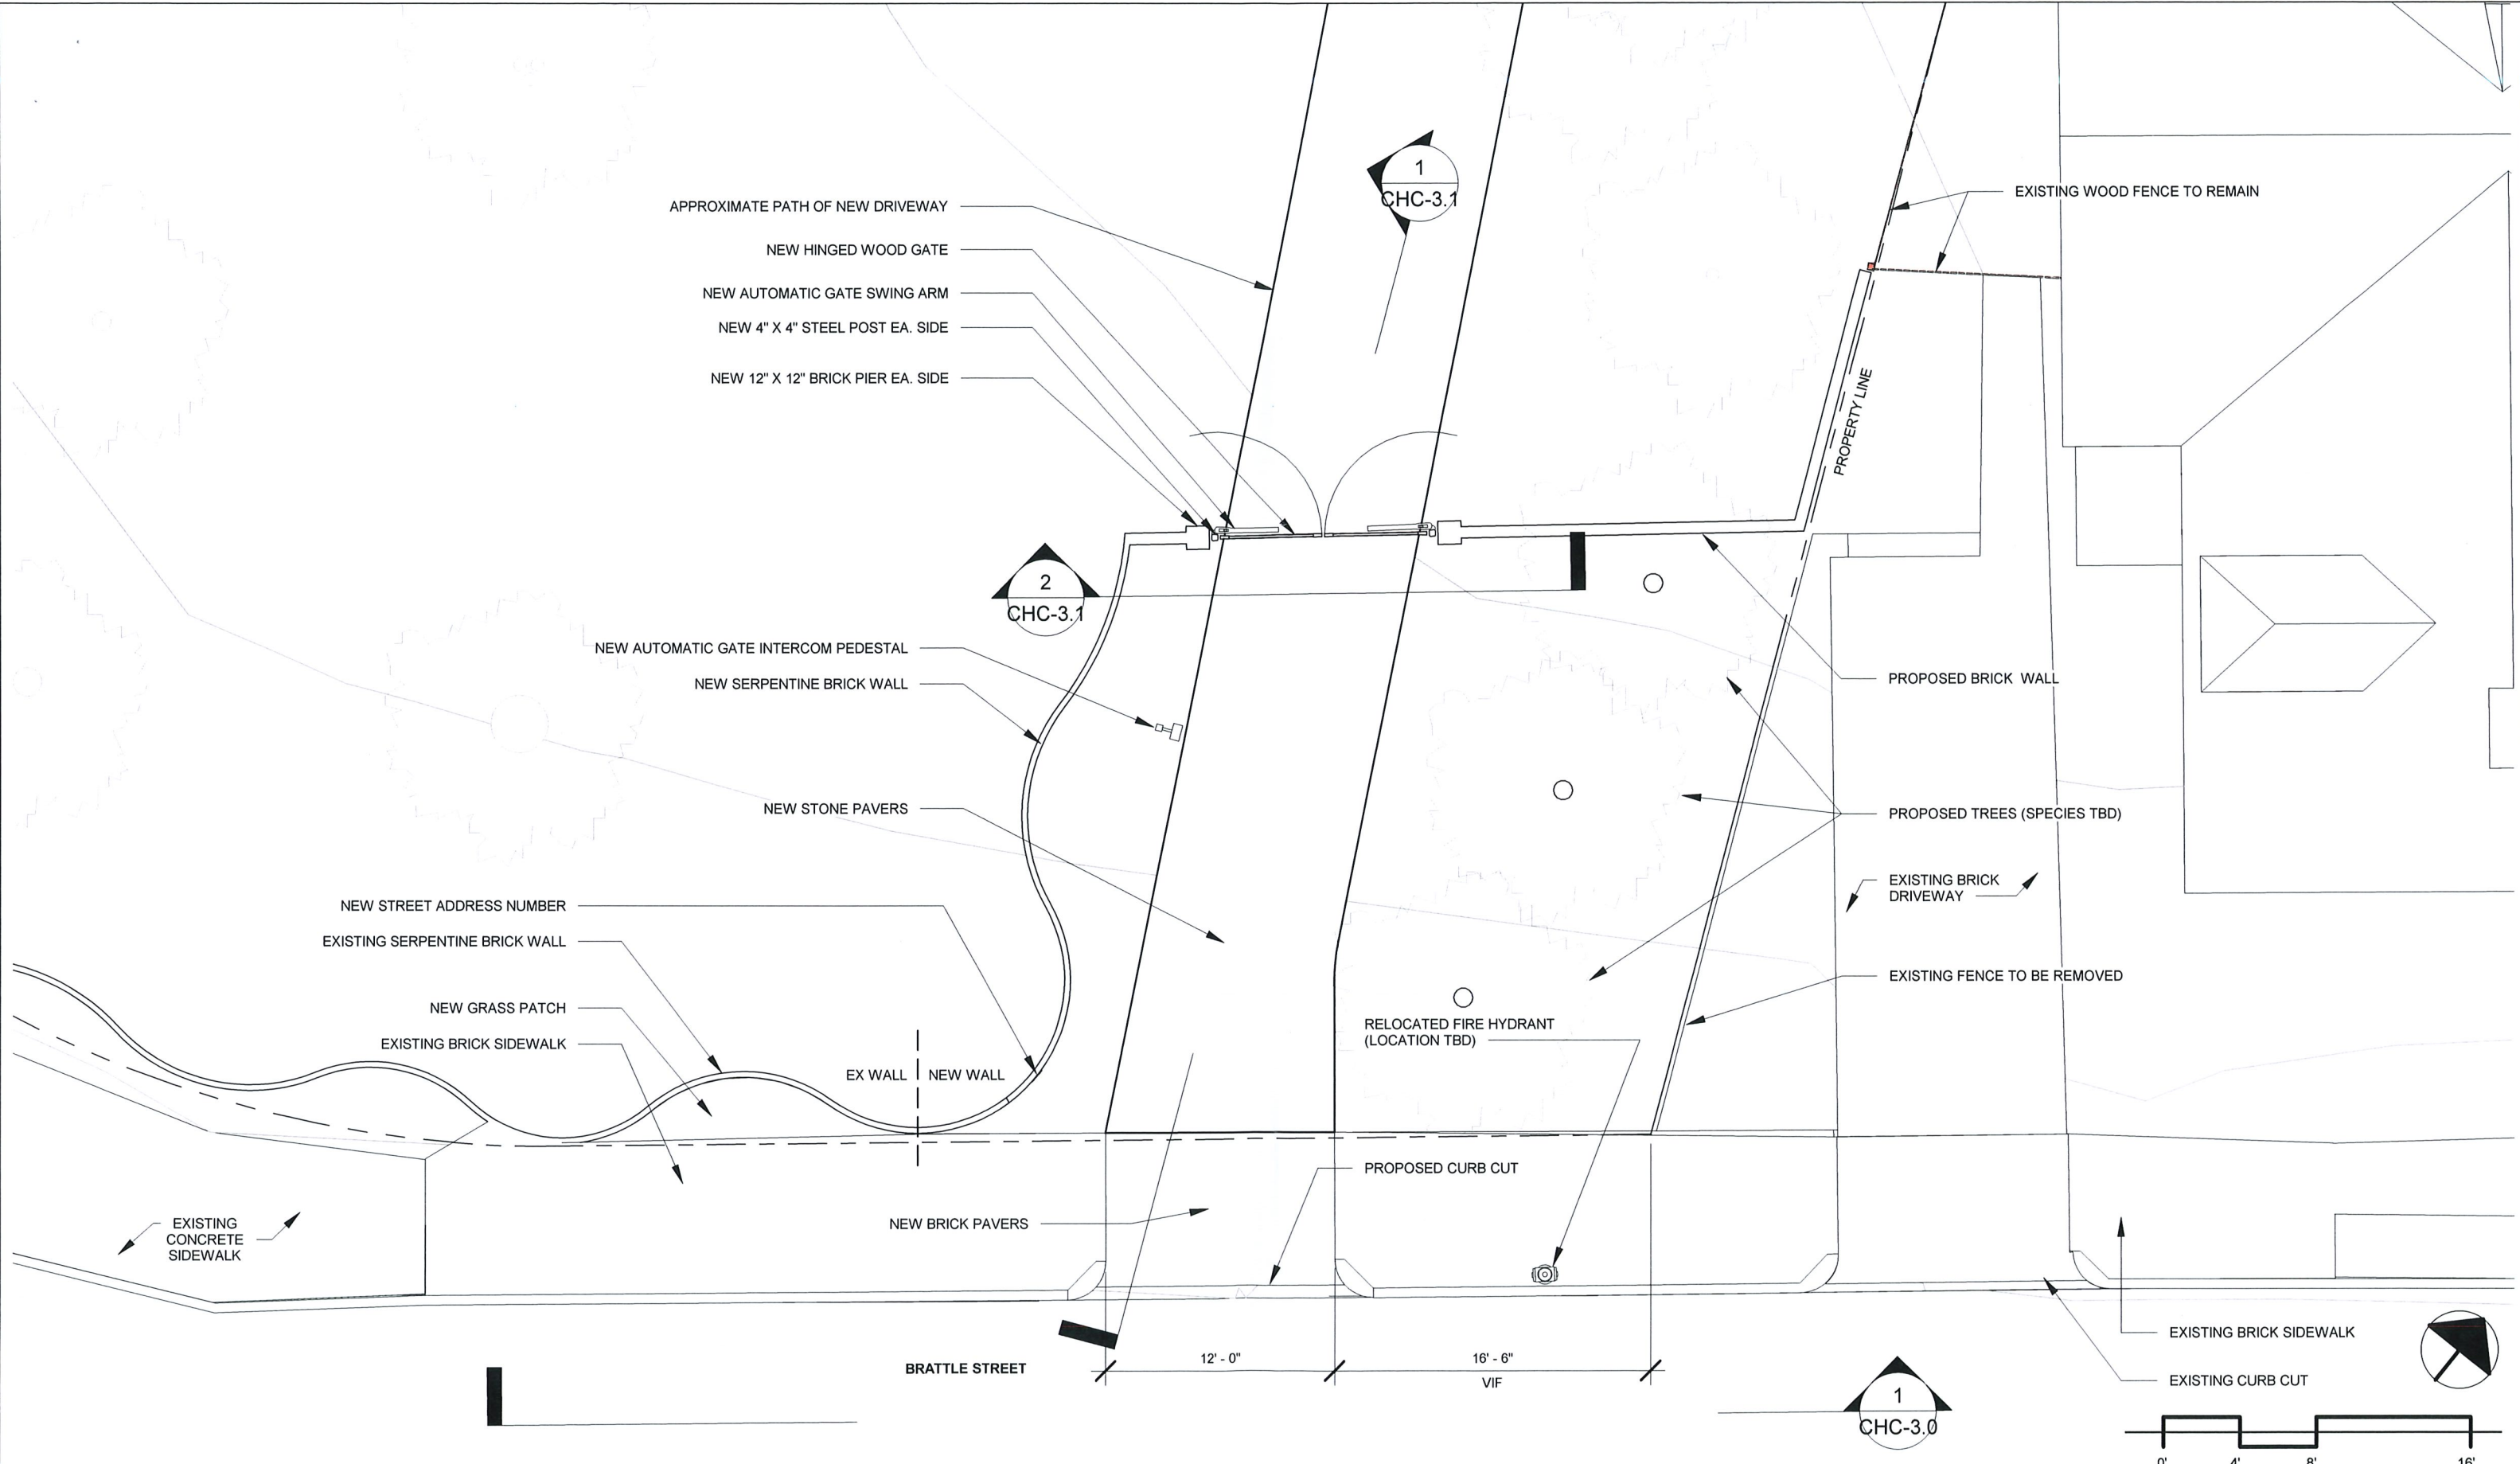 1
CHC-3.1
EXISTING WOOD FENCE TO REMAIN
APPROXIMATE PATH OF NEW DRIVEWAY
NEW HINGED WOOD GATE
NEW AUTOMATIC GATE SWING ARM
NEW 4" X 4" STEEL POST EA. SIDE
NEW 12" X 12" BRICK PIER EA. SIDE
PROPERTY LINE
2
CHC-3.1
NEW AUTOMATIC GATE INTERCOM PEDESTAL
NEW SERPENTINE BRICK WALL
PROPOSED BRICK WALL
NEW STONE PAVERS
PROPOSED TREES (SPECIES TBD)
EXISTING BRICK
DRIVEWAY
NEW STREET ADDRESS NUMBER
EXISTING SERPENTINE BRICK WALL
EXISTING FENCE TO BE REMOVED
NEW GRASS PATCH
EXISTING BRICK SIDEWALK
RELOCATED FIRE HYDRANT
(LOCATION TBD)
EX WALL
NEW WALL
PROPOSED CURB CUT
EXISTING
CONCRETE
SIDEWALK
NEW BRICK PAVERS
EXISTING BRICK SIDEWALK
BRATTLE STREET
12' - 0"
16' - 6"
VIF
EXISTING CURB CUT
1
CHC-3.0
0' 4' 8' 16'